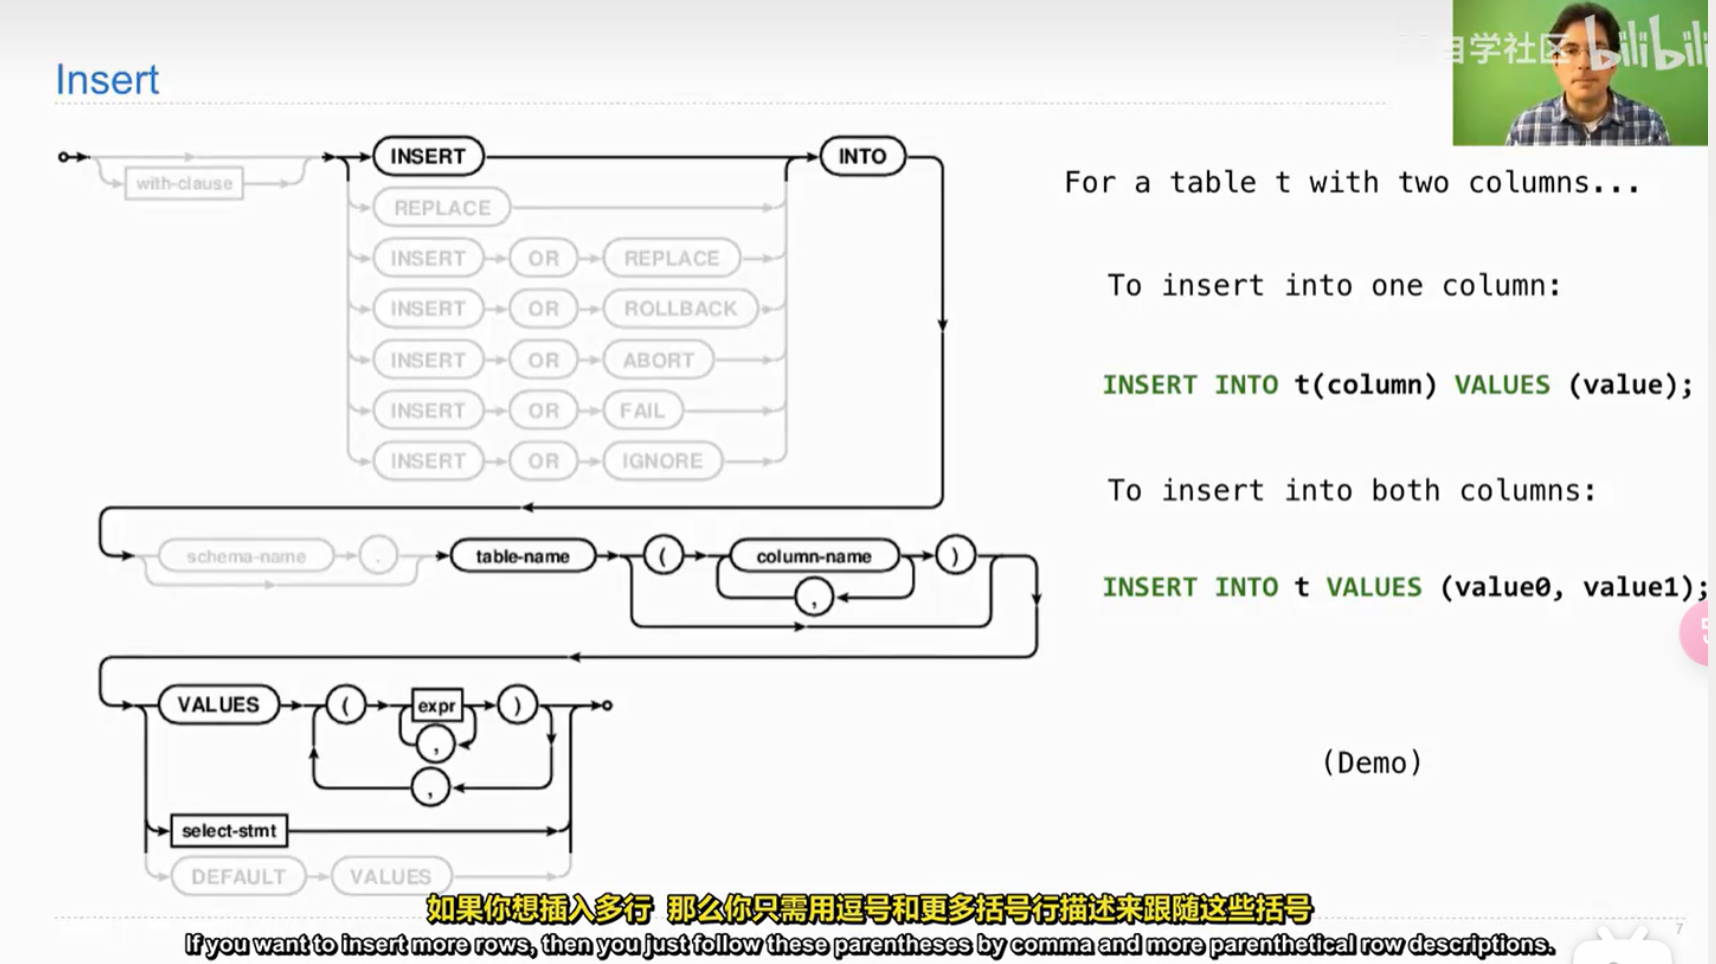 自学社区 bilibili
Insert
INSERT INTO
with-clause
REPLACE
INSERT OR REPLACE
INSERT OR ROLLBACK
INSERT OR ABORT
INSERT OR FAIL
INSERT OR IGNORE
schema-name . table-name ( column-name )
,
VALUES ( expr )
,
,
select-stmt
DEFAULT VALUES
For a table t with two columns...
To insert into one column:
INSERT INTO t(column) VALUES (value);
To insert into both columns:
INSERT INTO t VALUES (value0, value1);
(Demo)
如果你想插入多行 那么你只需用逗号和更多括号行描述来跟随这些括号
If you want to insert more rows, then you just follow these parentheses by comma and more parenthetical row descriptions.
7